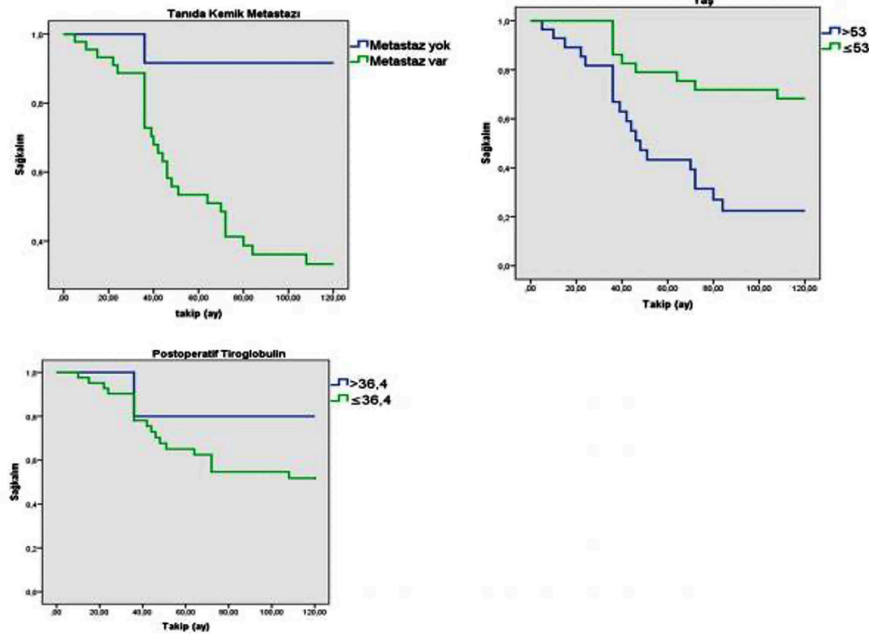 Tanıda Kemik Metastazı
Metastaz yok
Metastaz var
Sağkalım
1,0
0,8
0,6
0,4
,00 20,00 40,00 60,00 80,00 100,00 120,00
takip (ay)
Yaş
>53
≤53
Sağkalım
1,0
0,8
0,6
0,4
0,2
0,0
,00 20,00 40,00 60,00 80,00 100,00 120,00
Takip (ay)
Postoperatif Tiroglobulin
>36,4
≤36,4
Sağkalım
1,0
0,8
0,6
0,4
0,2
0,0
,00 20,00 40,00 60,00 80,00 100,00 120,00
Takip (ay)